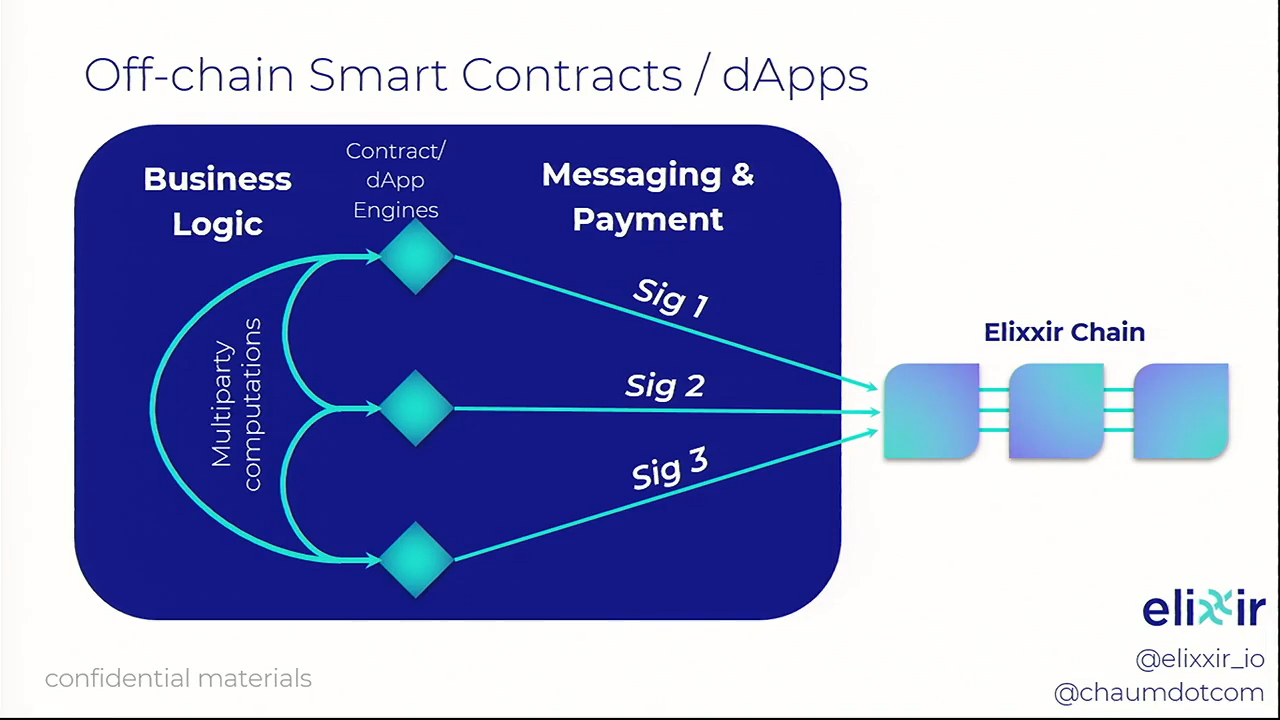 Off-chain Smart Contracts / dApps
Business
Logic
Contract/
dApp
Engines
Messaging &
Payment
Multiparty
computations
Sig 1
Sig 2
Sig 3
Elixxir Chain
elixxir
@elixxir_io
@chaumdotcom
confidential materials